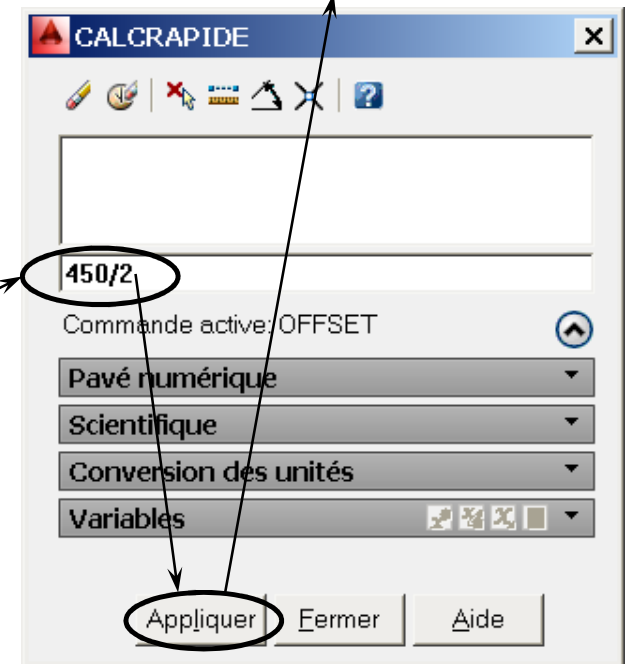 CALCRAPIDE
450/2
Commande active: OFFSET
Pavé numérique
Scientifique
Conversion des unités
Variables
Appliquer Fermer Aide